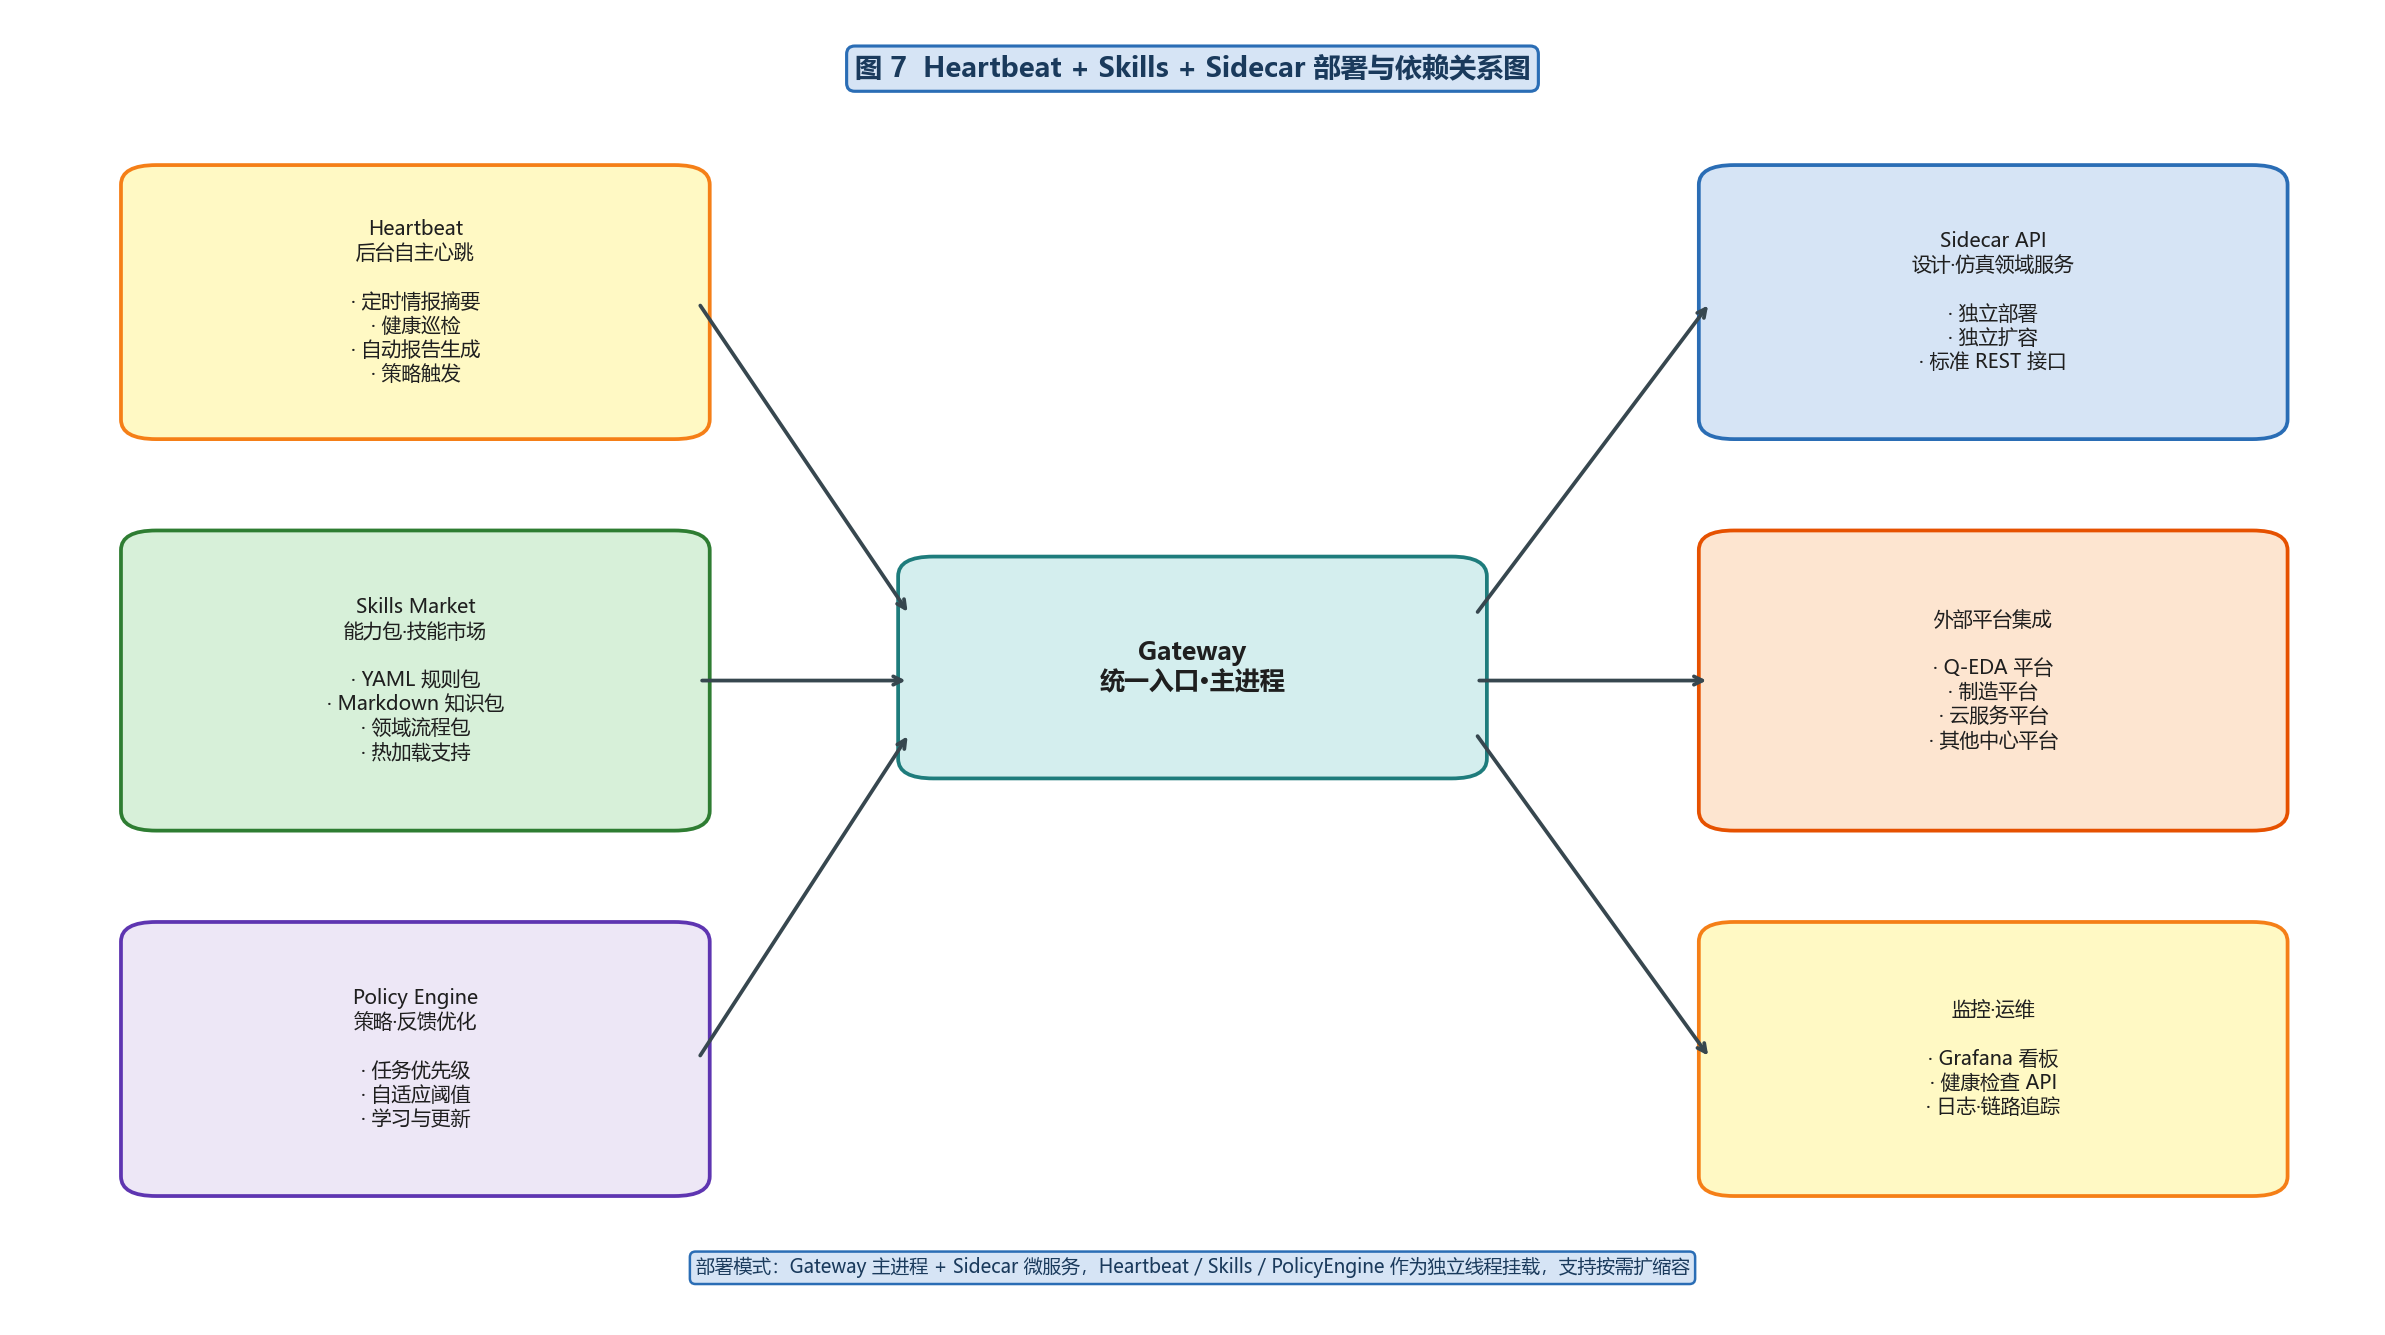 图 7  Heartbeat + Skills + Sidecar 部署与依赖关系图
Heartbeat
后台自主心跳
· 定时情报摘要
· 健康巡检
· 自动报告生成
· 策略触发
Skills Market
能力包·技能市场
· YAML 规则包
· Markdown 知识包
· 领域流程包
· 热加载支持
Policy Engine
策略·反馈优化
· 任务优先级
· 自适应阈值
· 学习与更新
Gateway
统一入口·主进程
Sidecar API
设计·仿真领域服务
· 独立部署
· 独立扩容
· 标准 REST 接口
外部平台集成
· Q-EDA 平台
· 制造平台
· 云服务平台
· 其他中心平台
监控·运维
· Grafana 看板
· 健康检查 API
· 日志·链路追踪
部署模式：Gateway 主进程 + Sidecar 微服务，Heartbeat / Skills / PolicyEngine 作为独立线程挂载，支持按需扩缩容